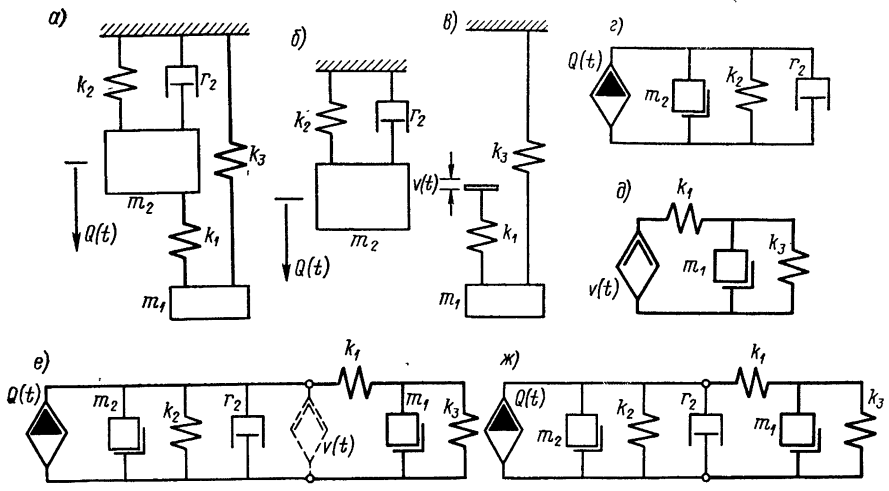 а)
k₂
r₂
k₃
m₂
Q(t)
k₁
m₁
б)
k₂
r₂
m₂
Q(t)
в)
k₃
v(t)
k₁
m₁
г)
Q(t)
m₂
k₂
r₂
д)
k₁
m₁
k₃
v(t)
е)
Q(t)
m₂
k₂
r₂
v(t)
k₁
m₁
k₃
ж)
Q(t)
m₂
k₂
r₂
k₁
m₁
k₃